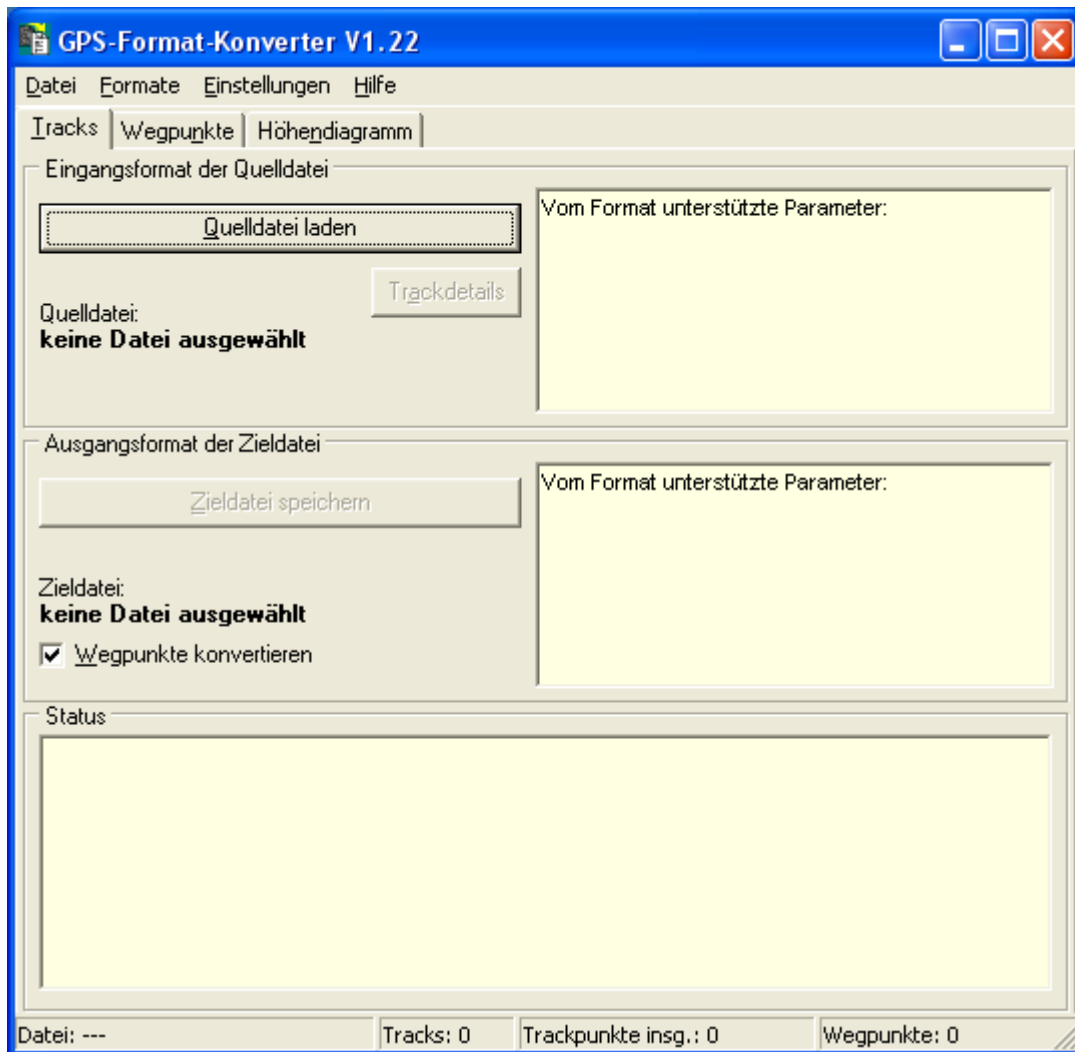 GPS-Format-Konverter V1.22
Datei Formate Einstellungen Hilfe
Tracks Wegpunkte Höhendiagramm
Eingangsformat der Quelldatei
Quelldatei laden
Vom Format unterstützte Parameter:
Trackdetails
Quelldatei:
keine Datei ausgewählt
Ausgangsformat der Zieldatei
Zieldatei speichern
Vom Format unterstützte Parameter:
Zieldatei:
keine Datei ausgewählt
Wegpunkte konvertieren
Status
Datei: --- Tracks: 0 Trackpunkte insg.: 0 Wegpunkte: 0